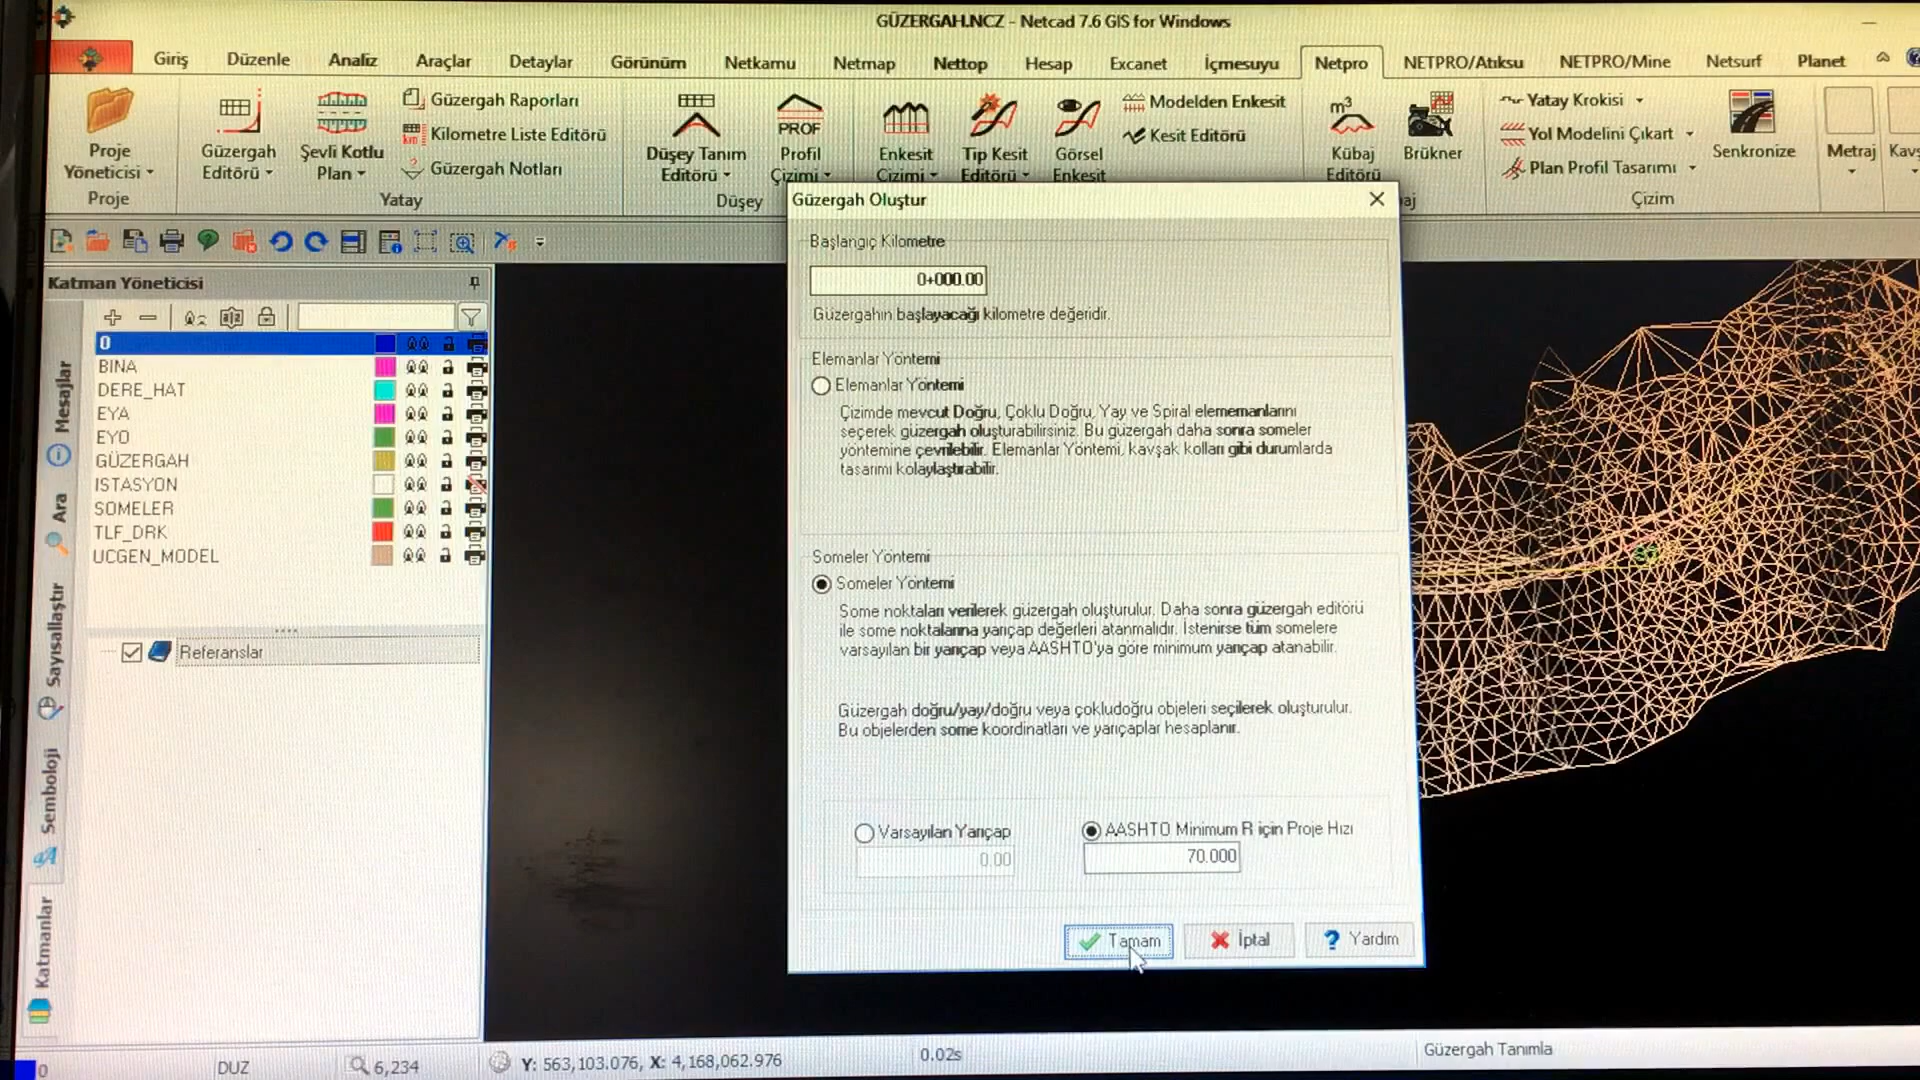 GÜZERGAH.NCZ - Netcad 7.6 GIS for Windows
Giriş
Düzenle
Analiz
Araçlar
Detaylar
Görünüm
Netkamu
Netmap
Nettop
Hesap
Excanet
İçmesuyu
Netpro
NETPRO/Atıksu
NETPRO/Mine
Netsurf
Planet
Proje
Yöneticisi
Proje
Güzergah
Editörü
Şevli Kotlu
Plan
Güzergah Raporları
Kilometre Liste Editörü
Güzergah Notları
Yatay
Düşey Tanım
Editörü
PROF
Profil
Çizimi
Düşey
Enkesit
Çizimi
Tip Kesit
Editörü
Görsel
Enkesit
Modelden Enkesit
Kesit Editörü
m³
Kübaj
Editörü
Brükner
Yatay Krokisi
Yol Modelini Çıkart
Plan Profil Tasarımı
Senkronize
Çizim
Metraj
Katman Yöneticisi
0
BINA
DERE_HAT
EYA
EYO
GÜZERGAH
ISTASYON
SOMELER
TLF_DRK
UCGEN_MODEL
Referanslar
Mesajlar
Ara
Sayısallaştır
Semboloji
Katmanlar
Güzergah Oluştur
Başlangıç Kilometre
0+000.00
Güzergahın başlayacağı kilometre değeridir.
Elemanlar Yöntemi
Elemanlar Yöntemi
Çizimde mevcut Doğru, Çoklu Doğru, Yay ve Spiral elememanlarını
seçerek güzergah oluşturabilirsiniz. Bu güzergah daha sonra someler
yöntemine çevrilebilir. Elemanlar Yöntemi, kavşak kolları gibi durumlarda
tasarımı kolaylaştırabilir.
Someler Yöntemi
Someler Yöntemi
Some noktaları verilerek güzergah oluşturulur. Daha sonra güzergah editörü
ile some noktalarına yarıçap değerleri atanmalıdır. İstenirse tüm somelere
varsayılan bir yarıçap veya AASHTO'ya göre minimum yarıçap atanabilir.
Güzergah doğru/yay/doğru veya çokludoğru objeleri seçilerek oluşturulur.
Bu objelerden some koordinatları ve yarıçaplar hesaplanır.
Varsayılan Yarıçap
0.00
AASHTO Minimum R için Proje Hızı
70.000
Tamam
İptal
Yardım
0
DUZ
6,234
Y: 563,103.076, X: 4,168,062.976
0.02s
Güzergah Tanımla